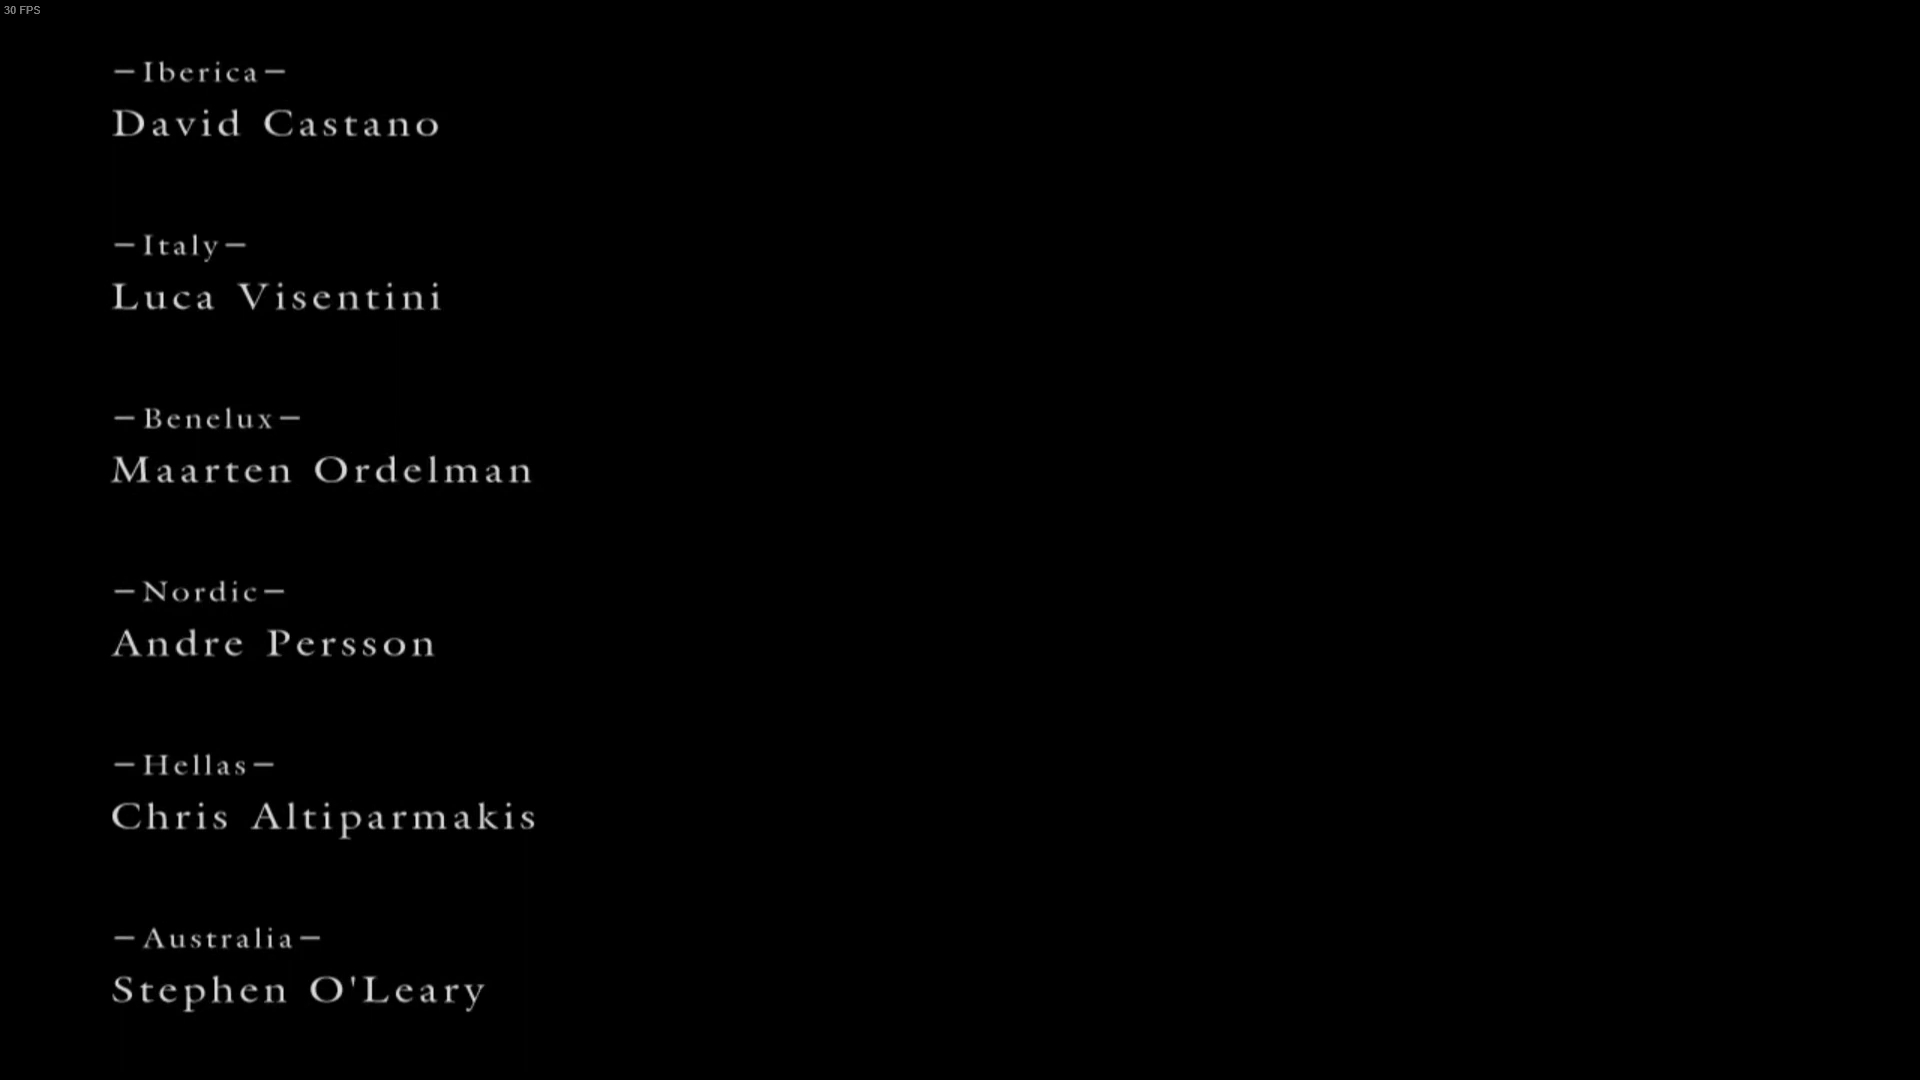 30 FPS
—Iberica—
David Castano
—Italy—
Luca Visentini
—Benelux—
Maarten Ordelman
—Nordic—
Andre Persson
—Hellas—
Chris Altiparmakis
—Australia—
Stephen O'Leary